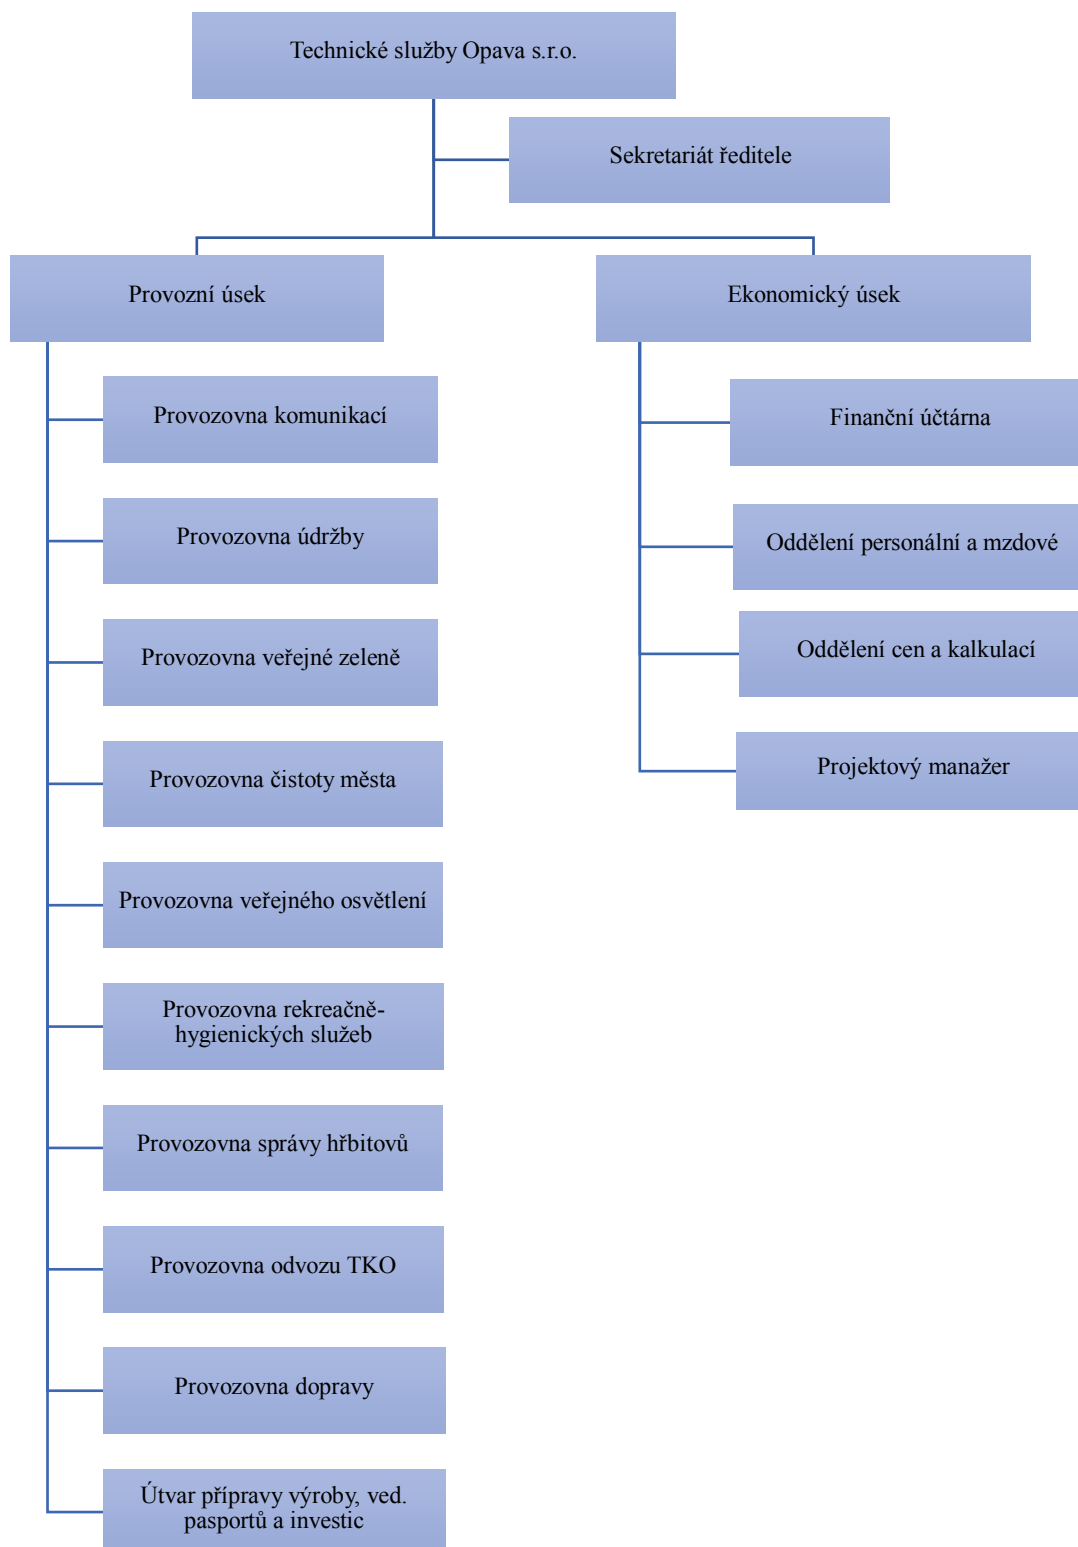 Technické služby Opava s.r.o.
Sekretariát ředitele
Provozní úsek
Ekonomický úsek
Provozovna komunikací
Provozovna údržby
Provozovna veřejné zeleně
Provozovna čistoty města
Provozovna veřejného osvětlení
Provozovna rekreačně-
hygienických služeb
Provozovna správy hřbitovů
Provozovna odvozu TKO
Provozovna dopravy
Útvar přípravy výroby, ved.
pasportů a investic
Finanční účtárna
Oddělení personální a mzdové
Oddělení cen a kalkulací
Projektový manažer